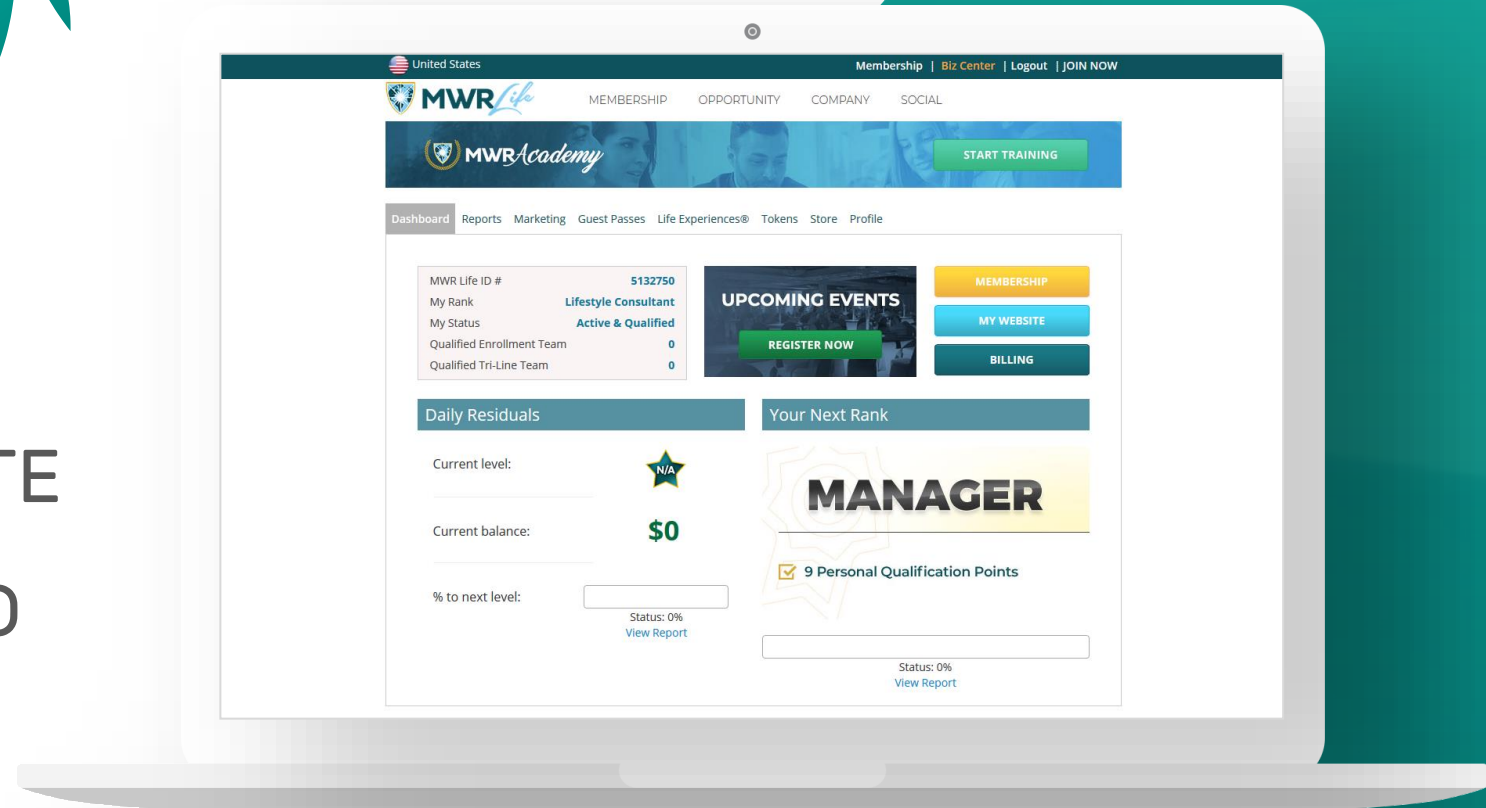 United States
Membership | Biz Center | Logout | JOIN NOW
MWR Life
MEMBERSHIP OPPORTUNITY COMPANY SOCIAL
MWR Academy
START TRAINING
Dashboard Reports Marketing Guest Passes Life Experiences® Tokens Store Profile
MWR Life ID # 5132750
My Rank Lifestyle Consultant
My Status Active & Qualified
Qualified Enrollment Team 0
Qualified Tri-Line Team 0
UPCOMING EVENTS
REGISTER NOW
MEMBERSHIP
MY WEBSITE
BILLING
Daily Residuals
Current level: N/A
Current balance: $0
% to next level:
Status: 0%
View Report
Your Next Rank
MANAGER
9 Personal Qualification Points
Status: 0%
View Report